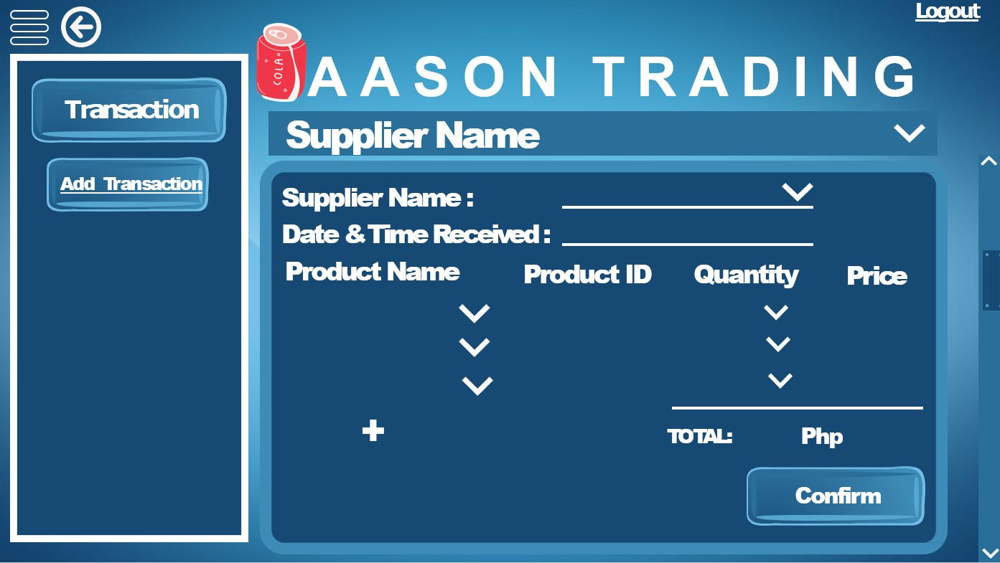 Logout
COLA
AASON TRADING
Transaction
Add Transaction
Supplier Name
Supplier Name :
Date & Time Received :
Product Name Product ID Quantity Price
TOTAL: Php
Confirm